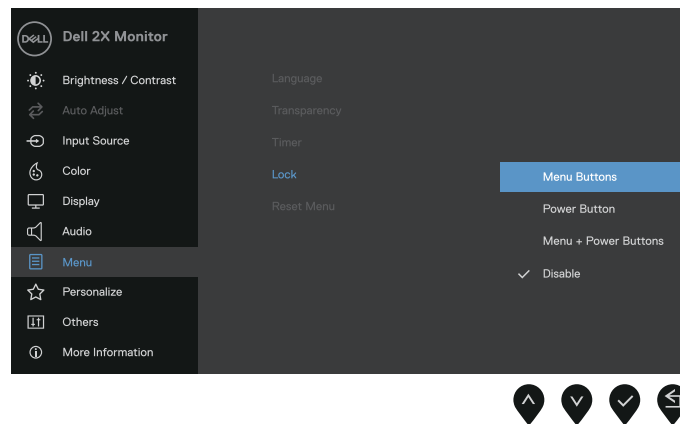 DELL
Dell 2X Monitor
Brightness / Contrast
Auto Adjust
Input Source
Color
Display
Audio
Menu
Personalize
Others
More Information
Language
Transparency
Timer
Lock
Reset Menu
Menu Buttons
Power Button
Menu + Power Buttons
Disable